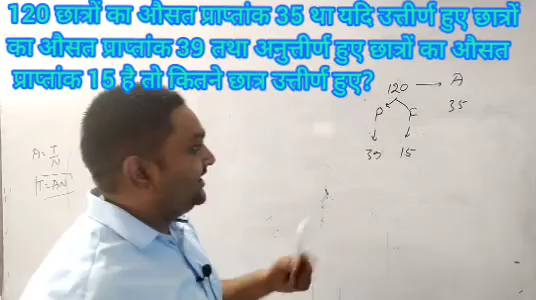 120 छात्रों का औसत प्राप्तांक 35 था यदि उत्तीर्ण हुए छात्रों
का औसत प्राप्तांक 39 तथा अनुत्तीर्ण हुए छात्रों का औसत
प्राप्तांक 15 है तो कितने छात्र उत्तीर्ण हुए?
120 → A
P F 35
39 15
A = T/N
T = AN